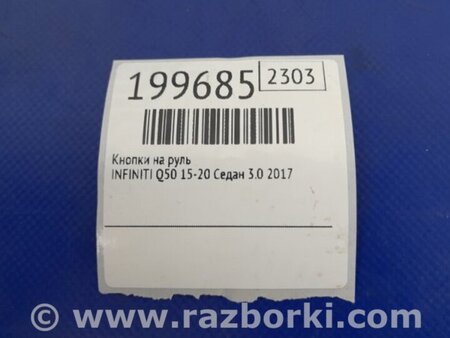 199685 2303
Кнопки на руль
INFINITI Q50 15-20 Седан 3.0 2017
© www.razborki.com